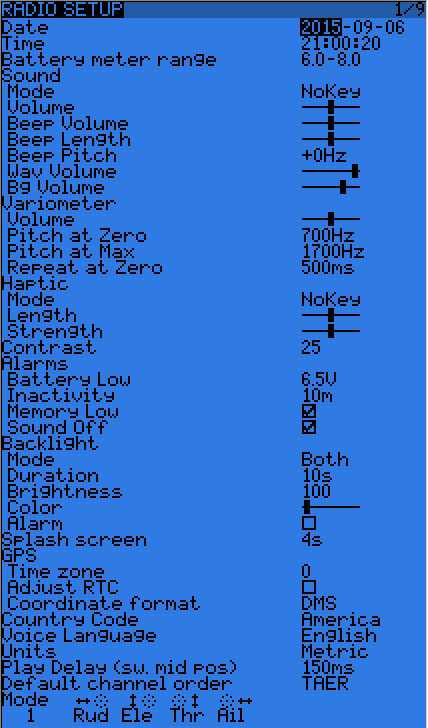 RADIO SETUP 1/9
Date 2015-09-06
Time 21:00:20
Battery meter range 6.0-8.0
Sound
Mode NoKey
Volume
Beep Volume
Beep Length
Beep Pitch +0Hz
Wav Volume
Bg Volume
Variometer
Volume
Pitch at Zero 700Hz
Pitch at Max 1700Hz
Repeat at Zero 500ms
Haptic
Mode NoKey
Length
Strength
Contrast 25
Alarms
Battery Low 6.5V
Inactivity 10m
Memory Low
Sound Off
Backlight
Mode Both
Duration 10s
Brightness 100
Color
Alarm
Splash screen 4s
GPS
Time zone 0
Adjust RTC
Coordinate format DMS
Country Code America
Voice Language English
Units Metric
Play Delay (sw. mid pos) 150ms
Default channel order TAER
Mode
1 Rud Ele Thr Ail